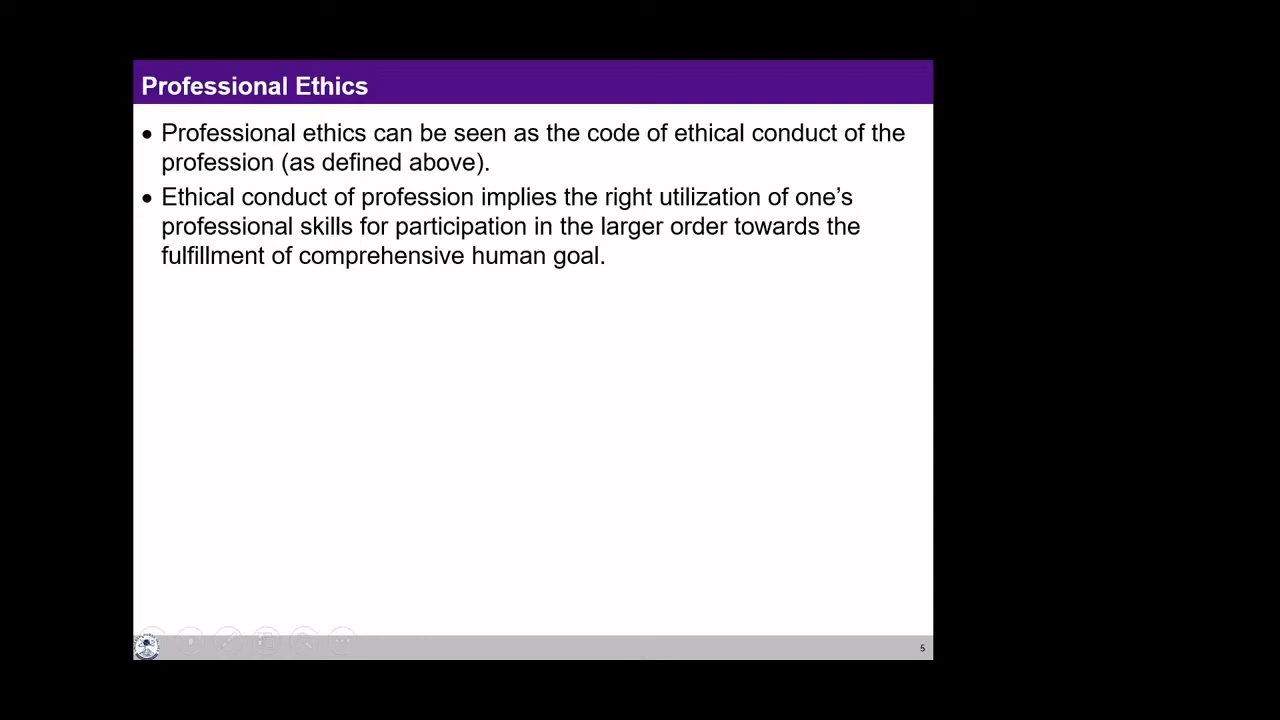 Professional Ethics
• Professional ethics can be seen as the code of ethical conduct of the
profession (as defined above).
• Ethical conduct of profession implies the right utilization of one’s
professional skills for participation in the larger order towards the
fulfillment of comprehensive human goal.
5